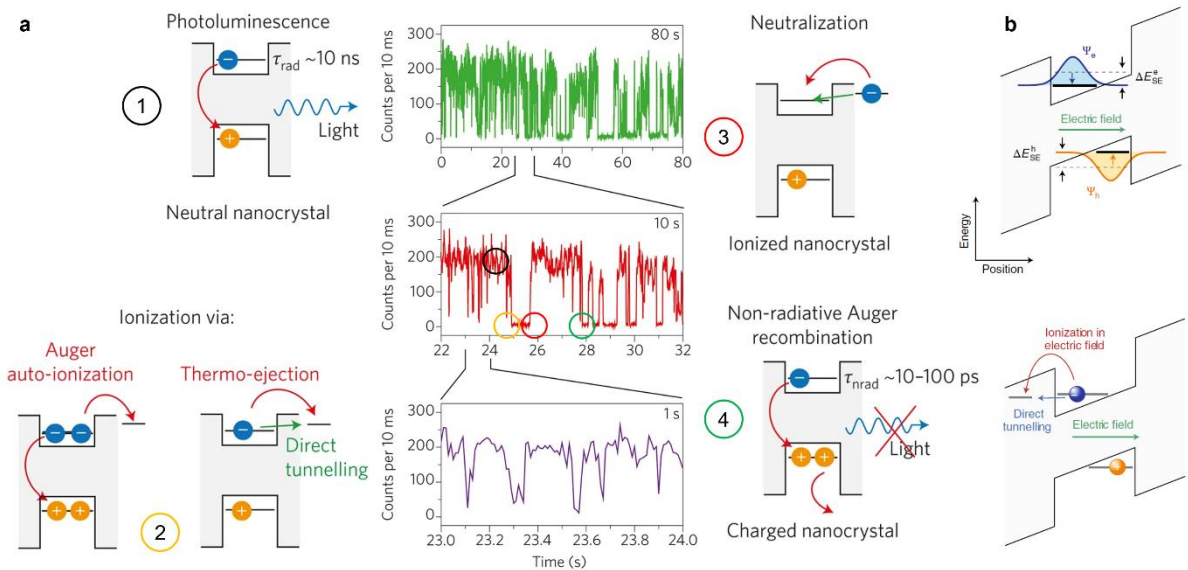 a
Photoluminescence
τrad ~10 ns
1
Light
Neutral nanocrystal
Ionization via:
Auger
auto-ionization
Thermo-ejection
Direct
tunnelling
2
Counts per 10 ms
300
200
100
0
80 s
0 20 40 60 80
Counts per 10 ms
300
200
100
0
10 s
22 24 26 28 30 32
Counts per 10 ms
300
200
100
0
1 s
23.0 23.2 23.4 23.6 23.8 24.0
Time (s)
Neutralization
3
Ionized nanocrystal
Non-radiative Auger
recombination
τnrad ~10–100 ps
4
Light
Charged nanocrystal
b
Ψe
ΔE SE e
Electric field
ΔE SE h
Ψh
Energy
Position
Ionization in
electric field
Direct
tunnelling
Electric field